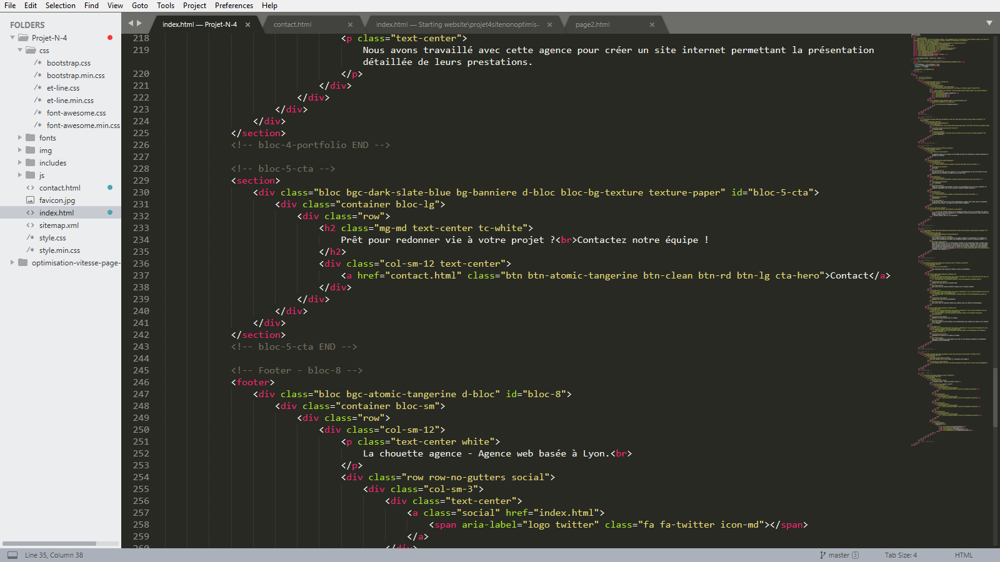 File Edit Selection Find View Goto Tools Project Preferences Help
FOLDERS
Projet-N-4
css
/* bootstrap.css
/* bootstrap.min.css
/* et-line.css
/* et-line.min.css
/* font-awesome.css
/* font-awesome.min.css
fonts
img
includes
js
<> contact.html
favicon.jpg
<> index.html
<> sitemap.xml
/* style.css
/* style.min.css
optimisation-vitesse-page-
index.html — Projet-N-4 × contact.html × index.html — Starting website\projet4sitenonoptimis- × page2.html ×
218 <p class="text-center">
219 Nous avons travaillé avec cette agence pour créer un site internet permettant la présentation
détaillée de leurs prestations.
220 </p>
221 </div>
222 </div>
223 </div>
224 </div>
225 </section>
226 <!-- bloc-4-portfolio END -->
227
228 <!-- bloc-5-cta -->
229 <section>
230 <div class="bloc bgc-dark-slate-blue bg-banniere d-bloc bloc-bg-texture texture-paper" id="bloc-5-cta">
231 <div class="container bloc-lg">
232 <div class="row">
233 <h2 class="mg-md text-center tc-white">
234 Prêt pour redonner vie à votre projet ?<br>Contactez notre équipe !
235 </h2>
236 <div class="col-sm-12 text-center">
237 <a href="contact.html" class="btn btn-atomic-tangerine btn-clean btn-rd btn-lg cta-hero">Contact</a>
238 </div>
239 </div>
240 </div>
241 </div>
242 </section>
243 <!-- bloc-5-cta END -->
244
245 <!-- Footer - bloc-8 -->
246 <footer>
247 <div class="bloc bgc-atomic-tangerine d-bloc" id="bloc-8">
248 <div class="container bloc-sm">
249 <div class="row">
250 <div class="col-sm-12">
251 <p class="text-center white">
252 La chouette agence - Agence web basée à Lyon.<br>
253 </p>
254 <div class="row row-no-gutters social">
255 <div class="col-sm-3">
256 <div class="text-center">
257 <a class="social" href="index.html">
258 <span aria-label="logo twitter" class="fa fa-twitter icon-md"></span>
259 </a>
260 </div>
Line 35, Column 38 master 3 Tab Size: 4 HTML